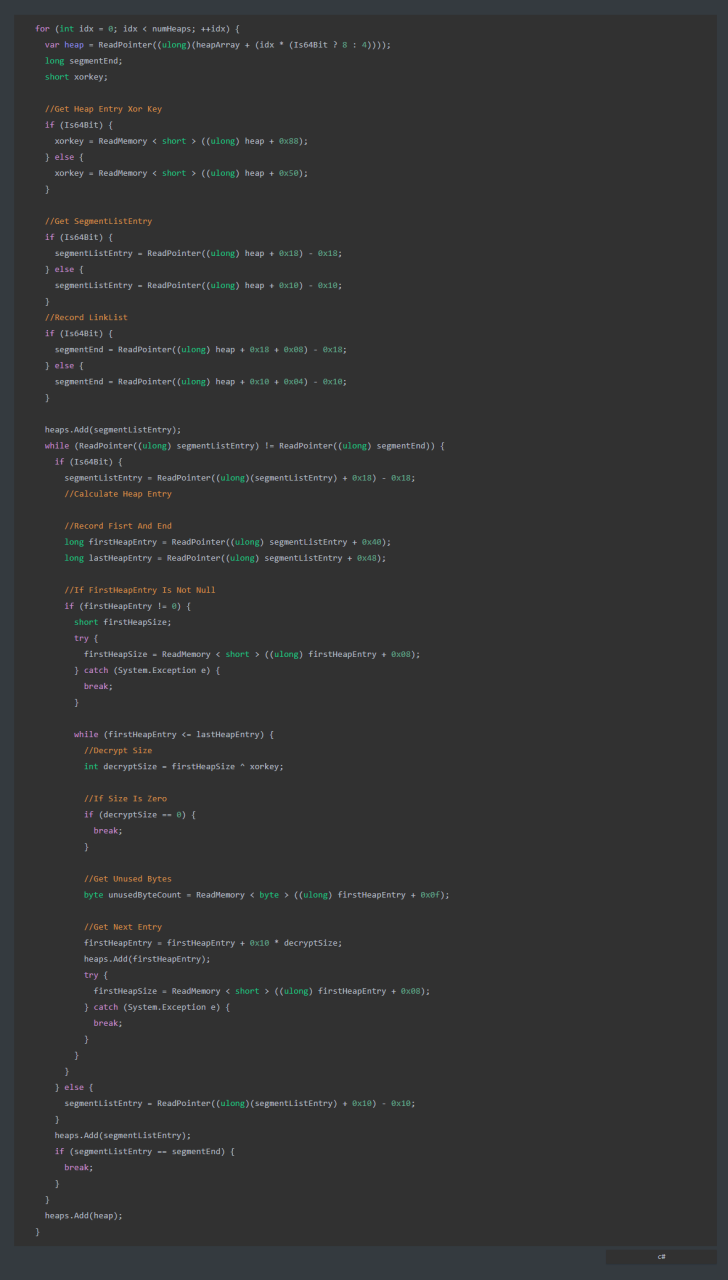 for (int idx = 0; idx < numHeaps; ++idx) {
var heap = ReadPointer((ulong)(heapArray + (idx * (Is64Bit ? 8 : 4))));
long segmentEnd;
short xorkey;
//Get Heap Entry Xor Key
if (Is64Bit) {
xorkey = ReadMemory < short > ((ulong) heap + 0x88);
} else {
xorkey = ReadMemory < short > ((ulong) heap + 0x50);
}
//Get SegmentListEntry
if (Is64Bit) {
segmentListEntry = ReadPointer((ulong) heap + 0x18) - 0x18;
} else {
segmentListEntry = ReadPointer((ulong) heap + 0x10) - 0x10;
}
//Record LinkList
if (Is64Bit) {
segmentEnd = ReadPointer((ulong) heap + 0x18 + 0x08) - 0x18;
} else {
segmentEnd = ReadPointer((ulong) heap + 0x10 + 0x04) - 0x10;
}
heaps.Add(segmentListEntry);
while (ReadPointer((ulong) segmentListEntry) != ReadPointer((ulong) segmentEnd)) {
if (Is64Bit) {
segmentListEntry = ReadPointer((ulong)(segmentListEntry) + 0x18) - 0x18;
//Calculate Heap Entry
//Record Fisrt And End
long firstHeapEntry = ReadPointer((ulong) segmentListEntry + 0x40);
long lastHeapEntry = ReadPointer((ulong) segmentListEntry + 0x48);
//If FirstHeapEntry Is Not Null
if (firstHeapEntry != 0) {
short firstHeapSize;
try {
firstHeapSize = ReadMemory < short > ((ulong) firstHeapEntry + 0x08);
} catch (System.Exception e) {
break;
}
while (firstHeapEntry <= lastHeapEntry) {
//Decrypt Size
int decryptSize = firstHeapSize ^ xorkey;
//If Size Is Zero
if (decryptSize == 0) {
break;
}
//Get Unused Bytes
byte unusedByteCount = ReadMemory < byte > ((ulong) firstHeapEntry + 0x0f);
//Get Next Entry
firstHeapEntry = firstHeapEntry + 0x10 * decryptSize;
heaps.Add(firstHeapEntry);
try {
firstHeapSize = ReadMemory < short > ((ulong) firstHeapEntry + 0x08);
} catch (System.Exception e) {
break;
}
}
}
} else {
segmentListEntry = ReadPointer((ulong)(segmentListEntry) + 0x10) - 0x10;
}
heaps.Add(segmentListEntry);
if (segmentListEntry == segmentEnd) {
break;
}
}
heaps.Add(heap);
}
c#